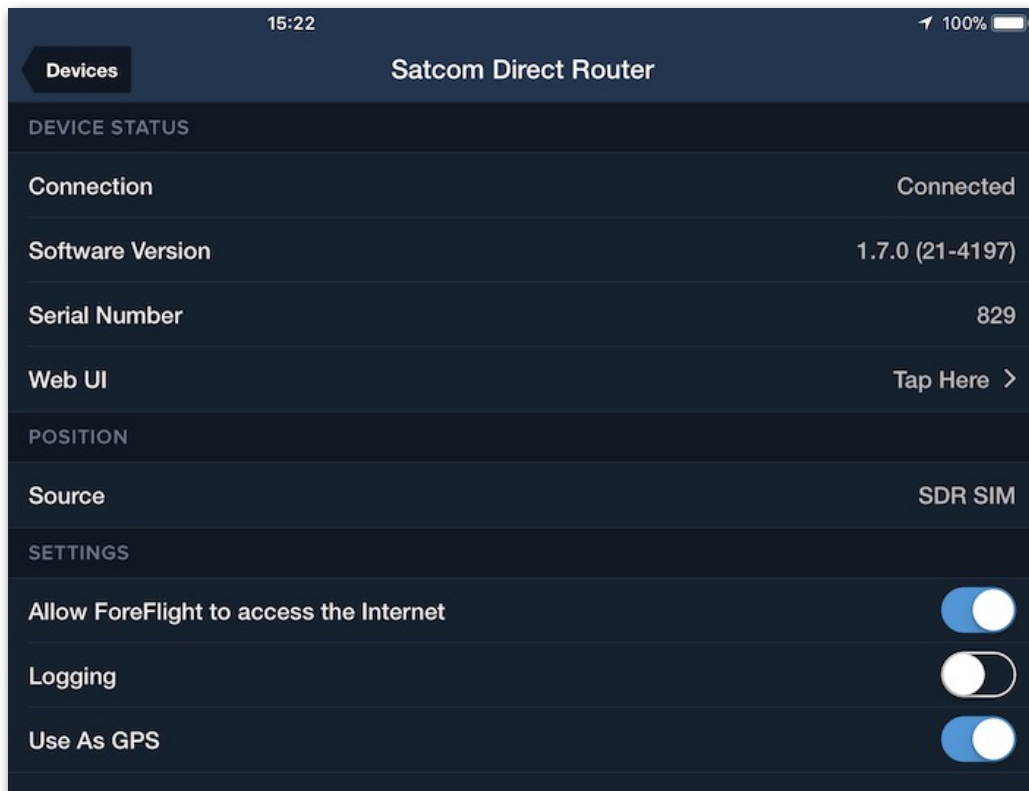 15:22
100%
Devices
Satcom Direct Router
DEVICE STATUS
Connection Connected
Software Version 1.7.0 (21-4197)
Serial Number 829
Web UI Tap Here >
POSITION
Source SDR SIM
SETTINGS
Allow ForeFlight to access the Internet
Logging
Use As GPS